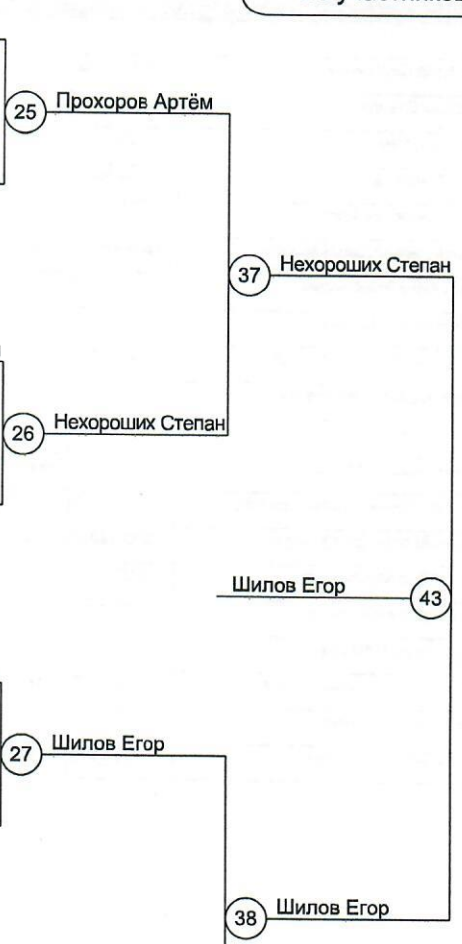 25 Прохоров Артём
37 Нехороших Степан
26 Нехороших Степан
Шилов Егор 43
27 Шилов Егор
38 Шилов Егор